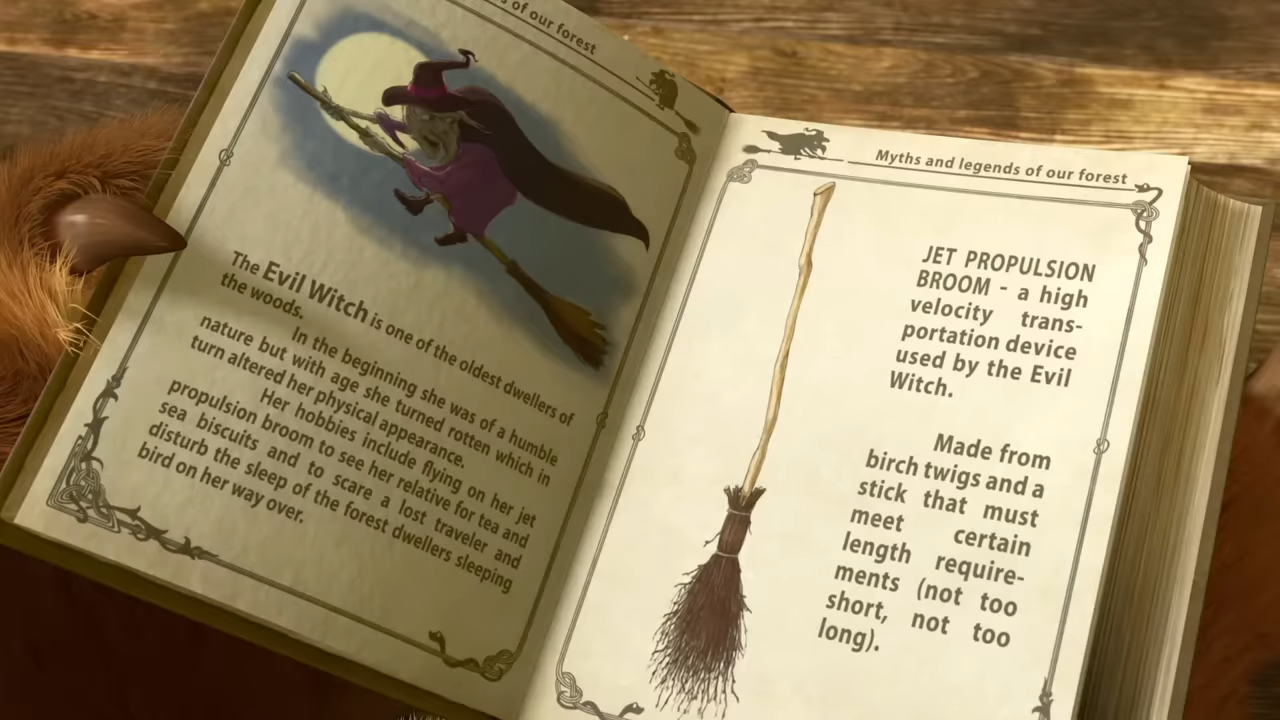 s of our forest
The Evil Witch is one of the oldest dwellers of
the woods.
In the beginning she was of a humble
nature but with age she turned rotten which in
turn altered her physical appearance.
Her hobbies include flying on her jet
propulsion broom to see her relative for tea and
sea biscuits and to scare a lost traveler and
disturb the sleep of the forest dwellers sleeping
bird on her way over.
Myths and legends of our forest
JET PROPULSION
BROOM - a high
velocity trans-
portation device
used by the Evil
Witch.
Made from
birch twigs and a
stick that must
meet certain
length require-
ments (not too
short, not too
long).